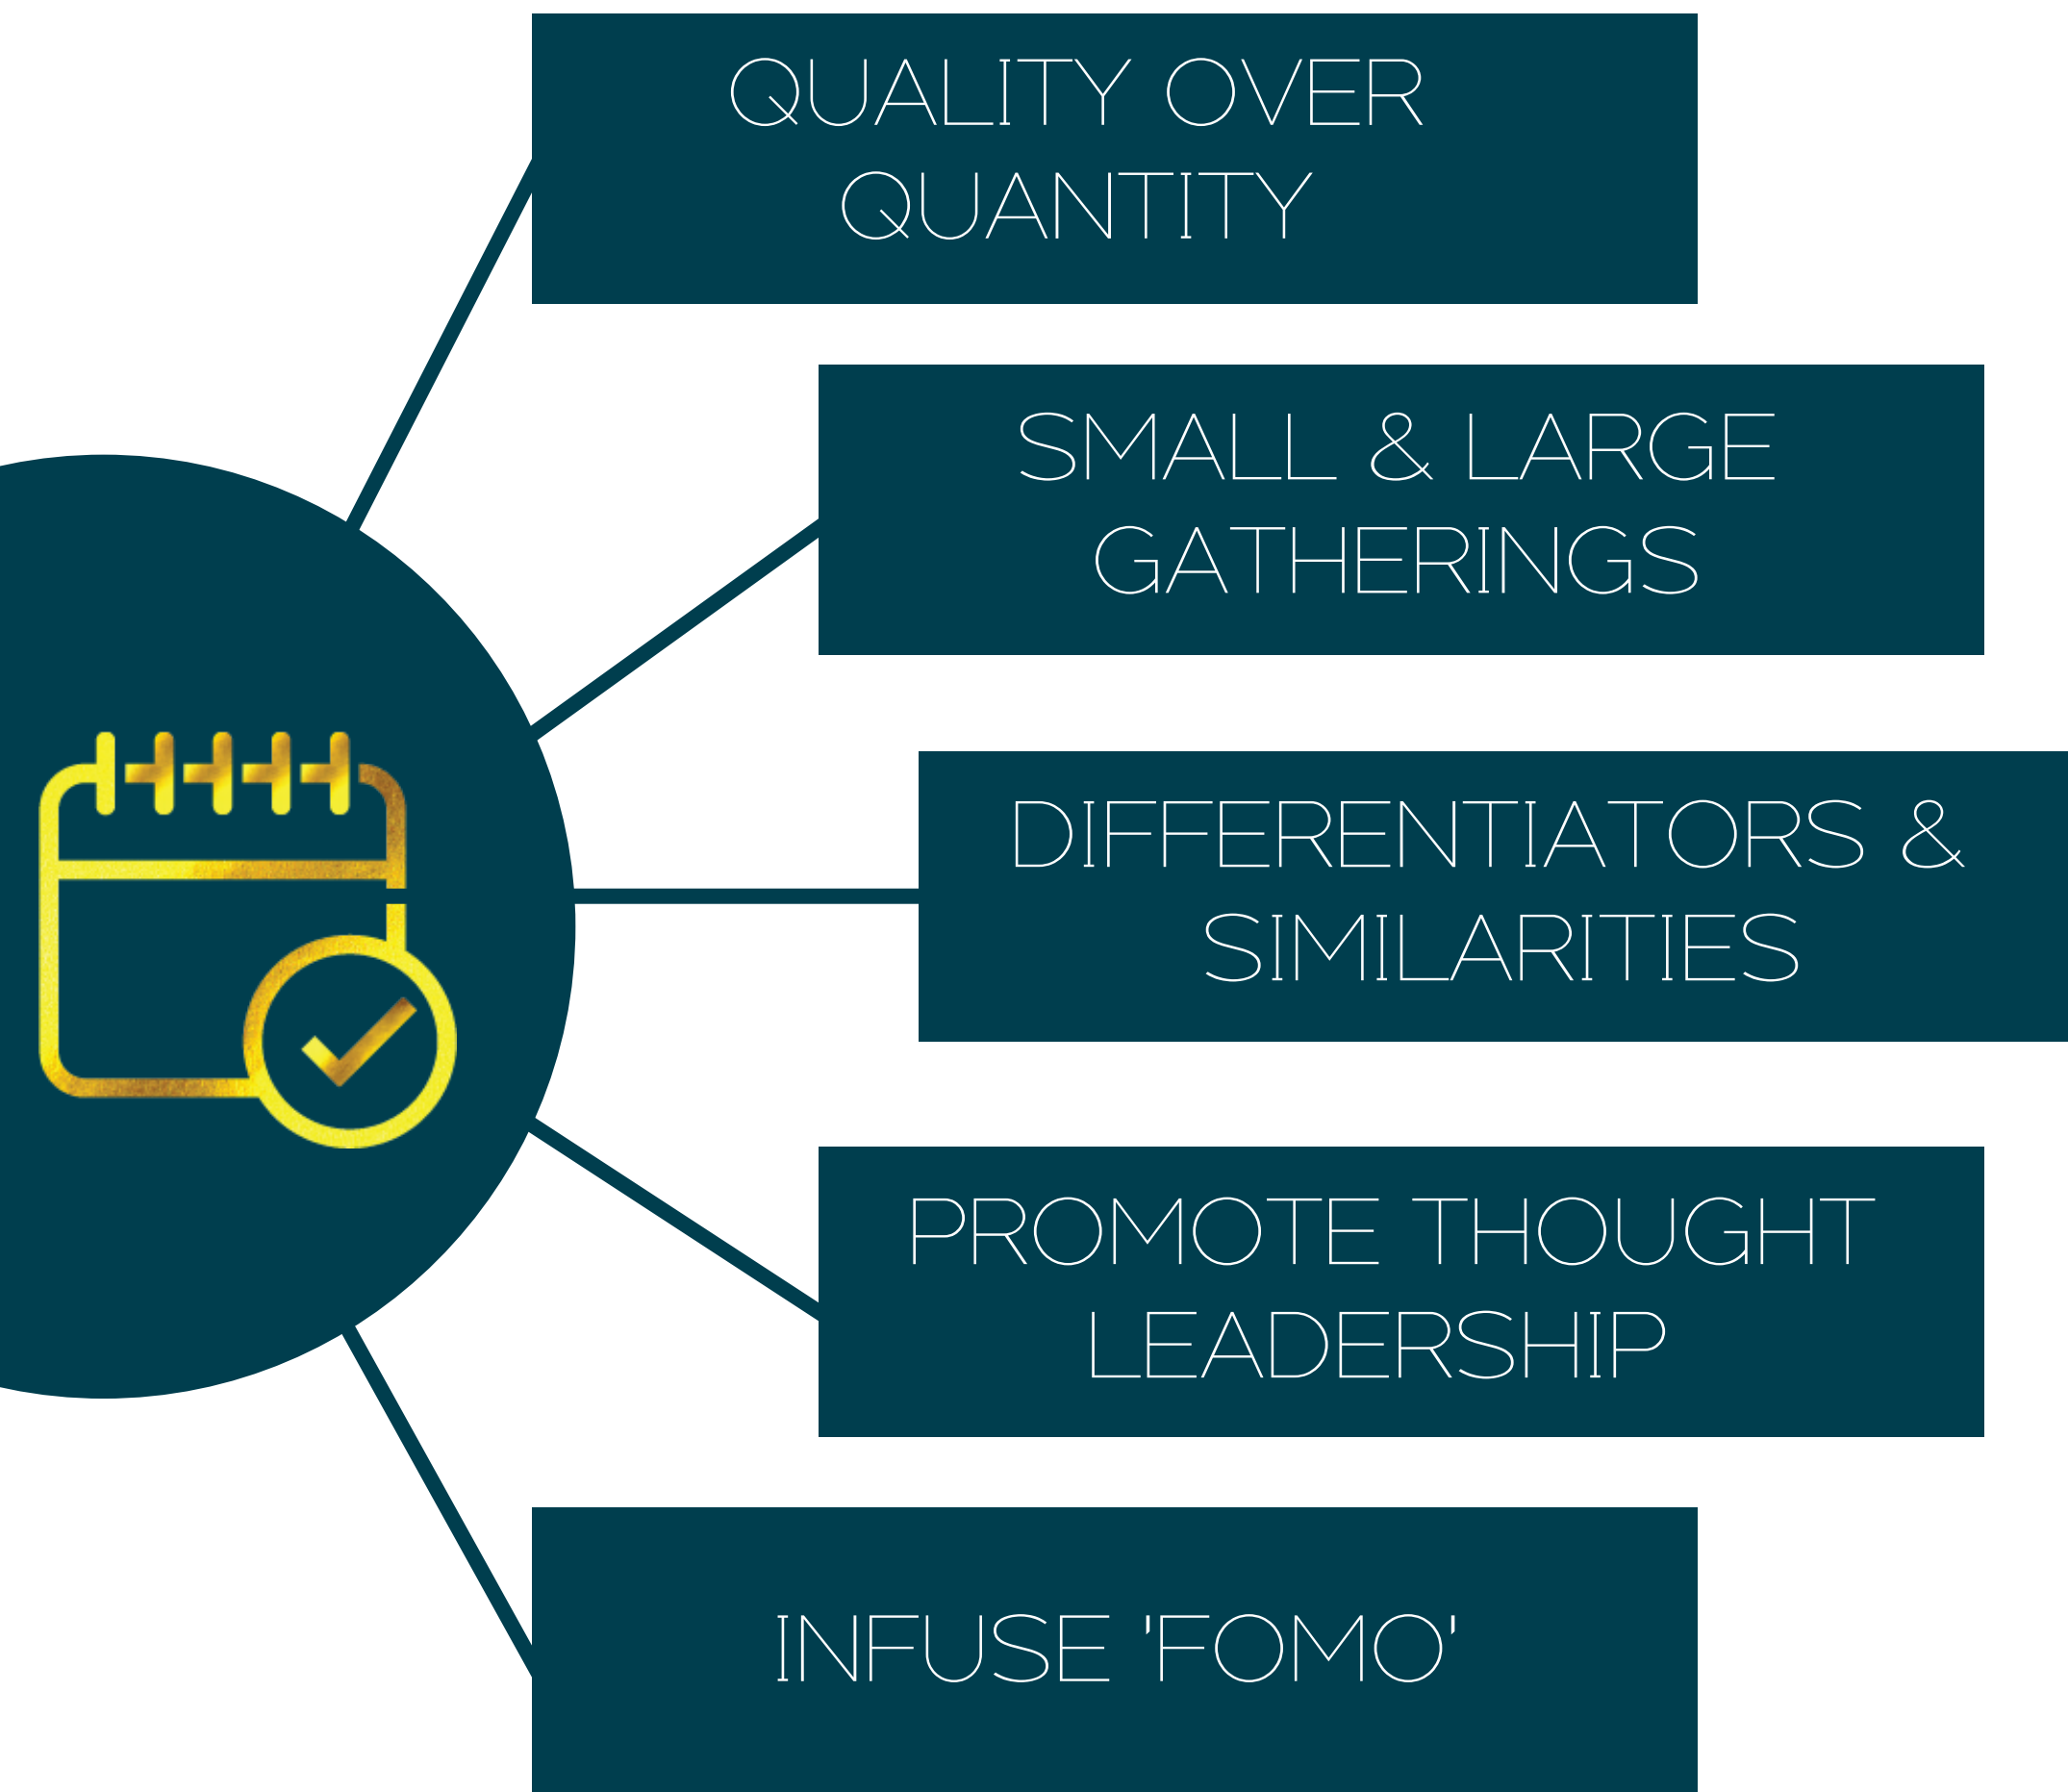 QUALITY OVER
QUANTITY
SMALL & LARGE
GATHERINGS
DIFFERENTIATORS &
SIMILARITIES
PROMOTE THOUGHT
LEADERSHIP
INFUSE 'FOMO'